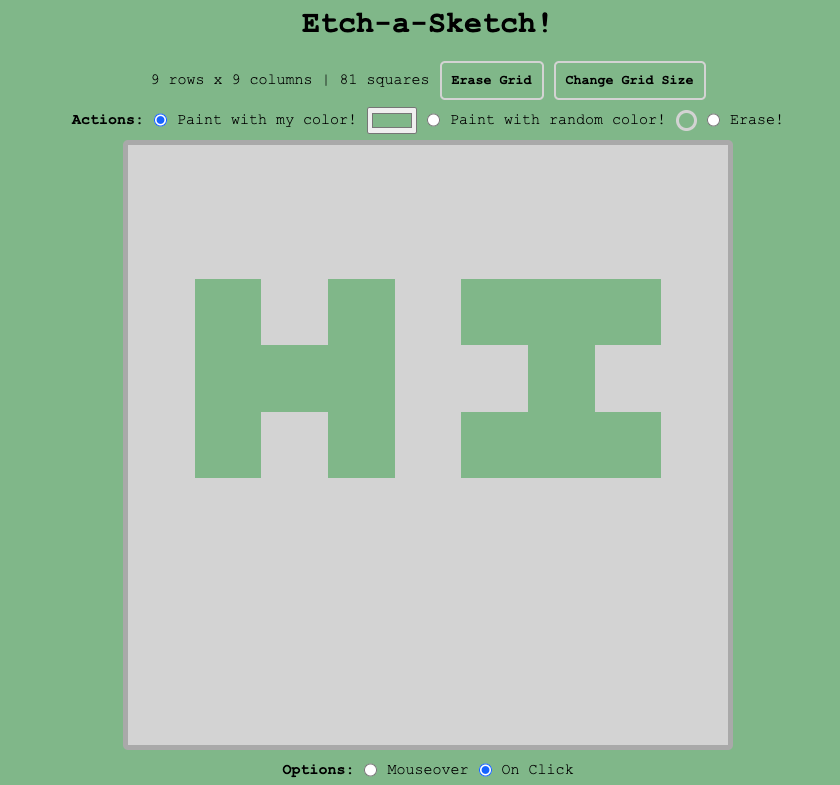 Etch-a-Sketch!
9 rows x 9 columns | 81 squares Erase Grid Change Grid Size
Actions: Paint with my color! Paint with random color! Erase!
HI
Options: Mouseover On Click